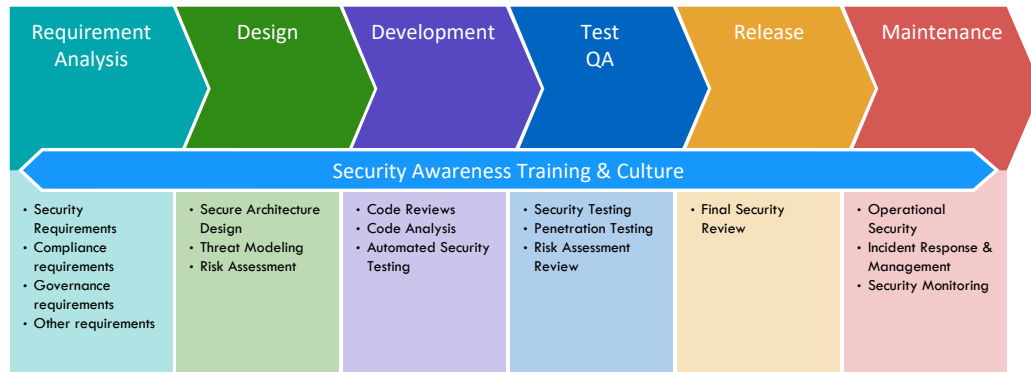 Requirement
Analysis
Design
Development
Test
QA
Release
Maintenance
Security Awareness Training & Culture
• Security
Requirements
• Compliance
requirements
• Governance
requirements
• Other requirements
• Secure Architecture
Design
• Threat Modeling
• Risk Assessment
• Code Reviews
• Code Analysis
• Automated Security
Testing
• Security Testing
• Penetration Testing
• Risk Assessment
Review
• Final Security
Review
• Operational
Security
• Incident Response &
Management
• Security Monitoring